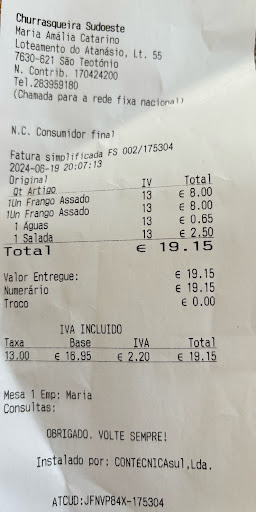 Churrasqueira Sudoeste
Maria Amália Catarino
Loteamento do Atanásio, Lt. 55
7630-621 São Teotónio
N. Contrib. 170424200
Tel.283959180
(Chamada para a rede fixa nacional)
N.C. Consumidor final
Fatura simplificada FS 002/175304
2024-06-19 20:07:13
Original
Qt Artigo IV Total
1Un Frango Assado 13 € 8.00
1Un Frango Assado 13 € 8.00
1 Aguas 13 € 0.65
1 Salada 13 € 2.50
Total € 19.15
Valor Entregue: € 19.15
Numerário € 19.15
Troco € 0.00
IVA INCLUIDO
Taxa Base IVA Total
13.00 € 16.95 € 2.20 € 19.15
Mesa 1 Emp: Maria
Consultas:
OBRIGADO. VOLTE SEMPRE!
Instalado por: CONTECNICAsul,Lda.
ATCUD:JFNVP84X-175304